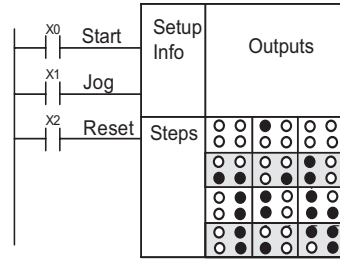 X0 Start
Setup Info
Outputs
X1 Jog
X2 Reset
Steps